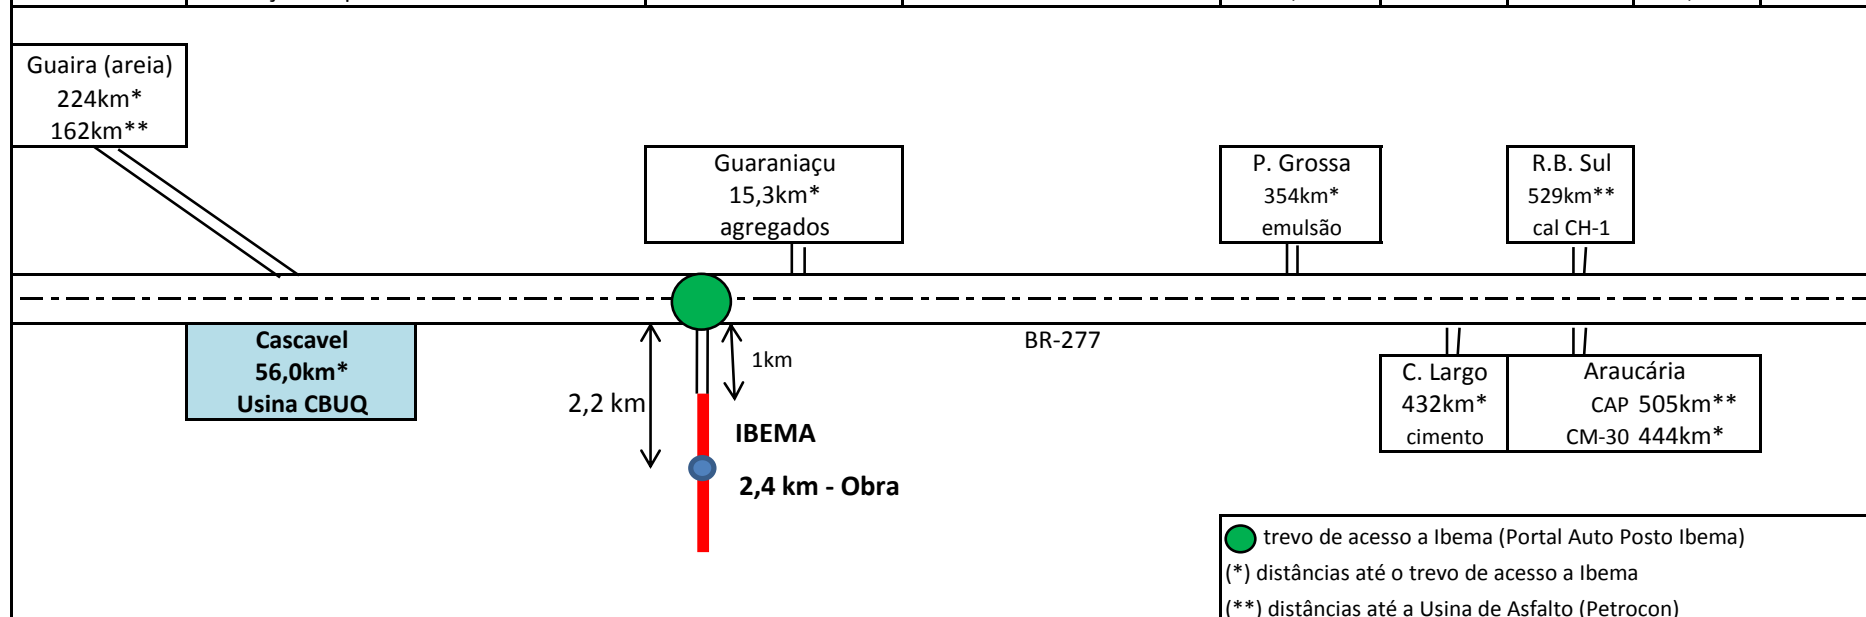 Guaira (areia)
224km*
162km**
Guaraniaçu
15,3km*
agregados
P. Grossa
354km*
emulsão
R.B. Sul
529km**
cal CH-1
Cascavel
56,0km*
Usina CBUQ
BR-277
1km
2,2 km
IBEMA
2,4 km - Obra
C. Largo
432km*
cimento
Araucária
CAP 505km**
CM-30 444km*
trevo de acesso a Ibema (Portal Auto Posto Ibema)
(*) distâncias até o trevo de acesso a Ibema
(**) distâncias até a Usina de Asfalto (Petrocon)